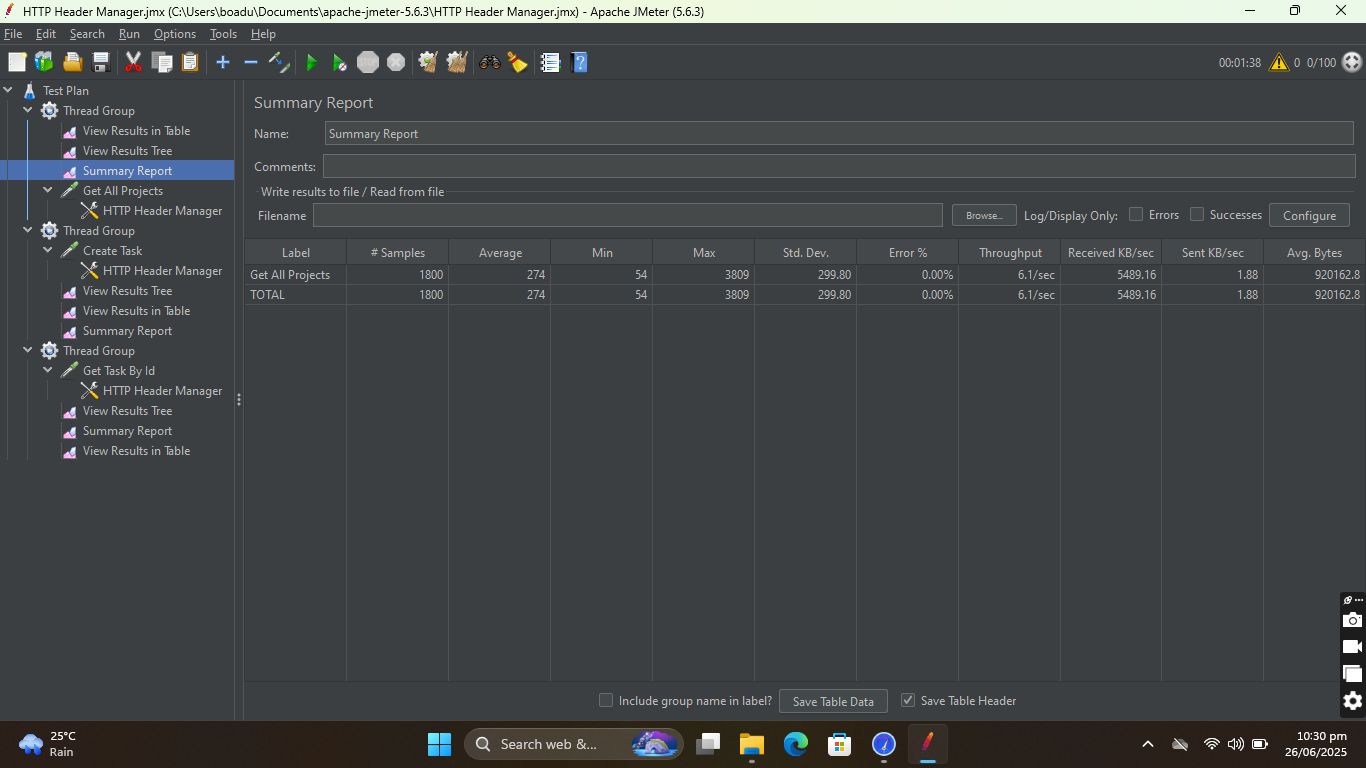 HTTP Header Manager.jmx (C:\Users\boadu\Documents\apache-jmeter-5.6.3\HTTP Header Manager.jmx) - Apache JMeter (5.6.3)
File Edit Search Run Options Tools Help
STOP
00:01:38 0 0/100
Test Plan
Thread Group
View Results in Table
View Results Tree
Summary Report
Get All Projects
HTTP Header Manager
Thread Group
Create Task
HTTP Header Manager
View Results Tree
View Results in Table
Summary Report
Thread Group
Get Task By Id
HTTP Header Manager
View Results Tree
Summary Report
View Results in Table
Summary Report
Name: Summary Report
Comments:
Write results to file / Read from file
Filename Browse... Log/Display Only: Errors Successes Configure
Label # Samples Average Min Max Std. Dev. Error % Throughput Received KB/sec Sent KB/sec Avg. Bytes
Get All Projects 1800 274 54 3809 299.80 0.00% 6.1/sec 5489.16 1.88 920162.8
TOTAL 1800 274 54 3809 299.80 0.00% 6.1/sec 5489.16 1.88 920162.8
Include group name in label? Save Table Data Save Table Header
25°C
Rain
Search web &...
10:30 pm
26/06/2025